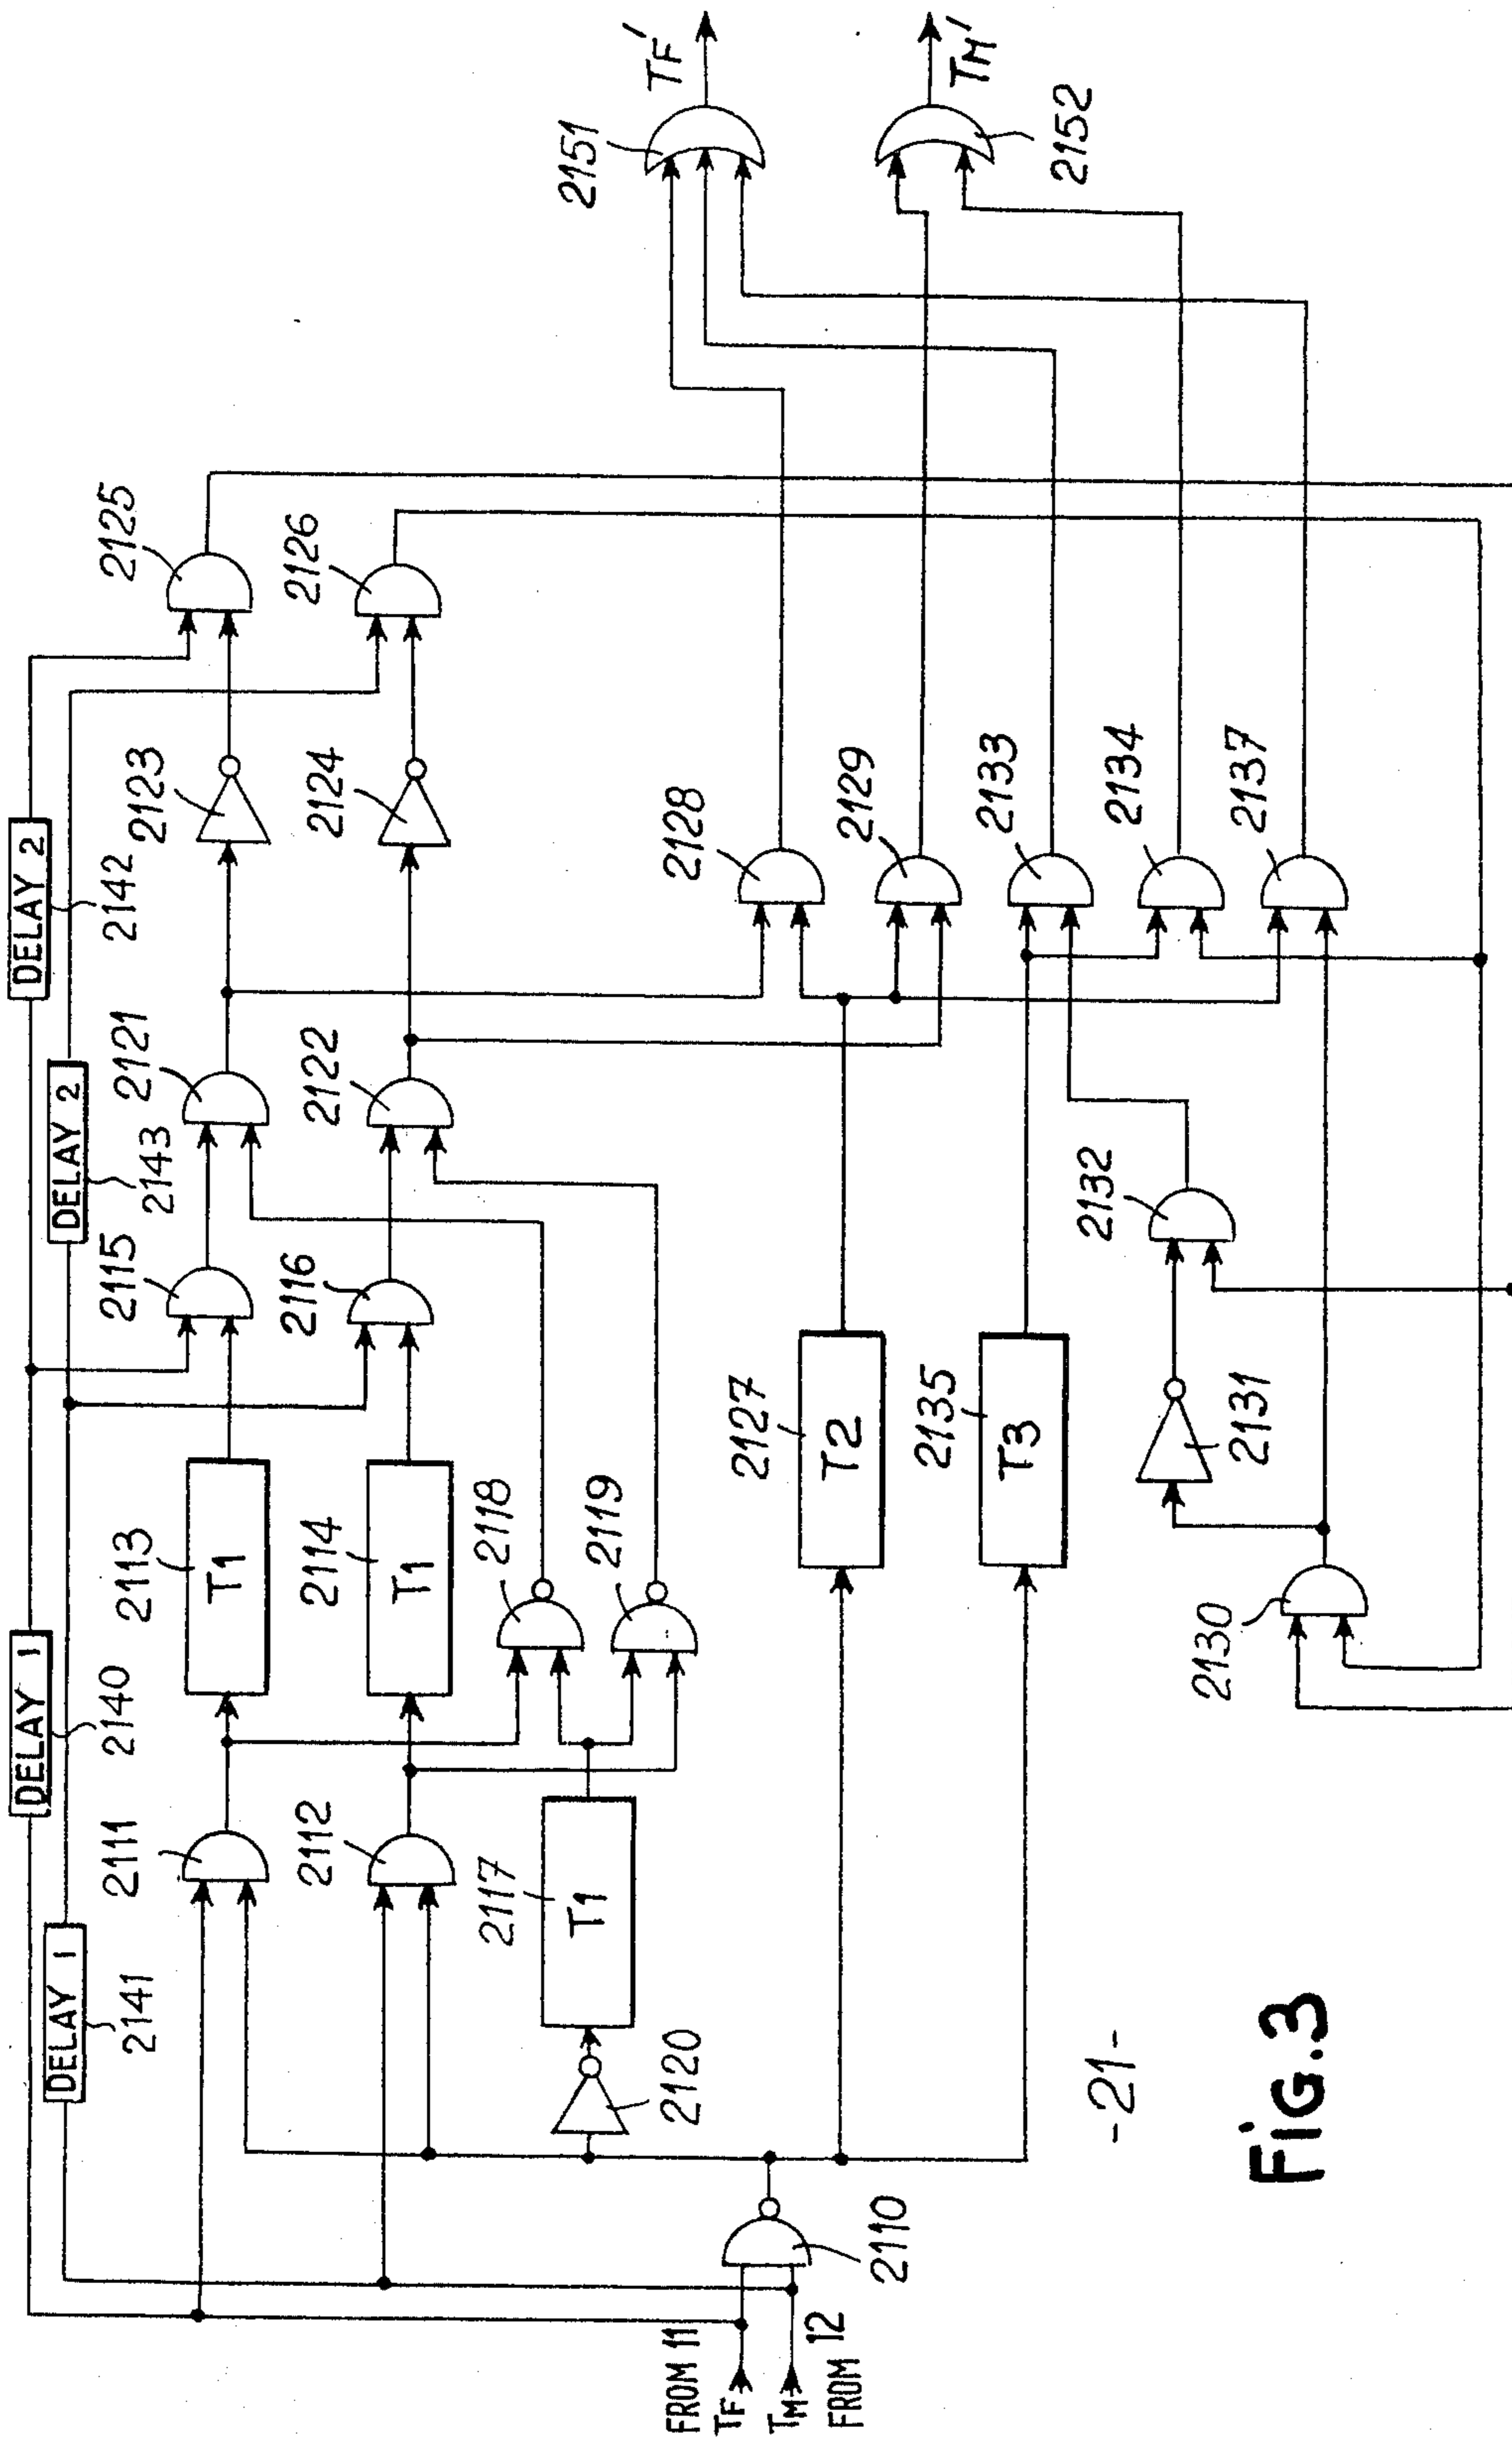 DELAY 1
2140
DELAY 2
2142
DELAY 1
2141
DELAY 2
2143
2111
2113
T1
2115
2121
2123
2125
2112
2114
T1
2116
2122
2124
2126
2117
T1
2118
2119
2120
2110
FROM 11
TF
TM
FROM 12
2127
T2
2135
T3
2128
2129
2133
2134
2137
2130
2131
2132
2151
TF'
TM'
2152
-21-
Fig.3